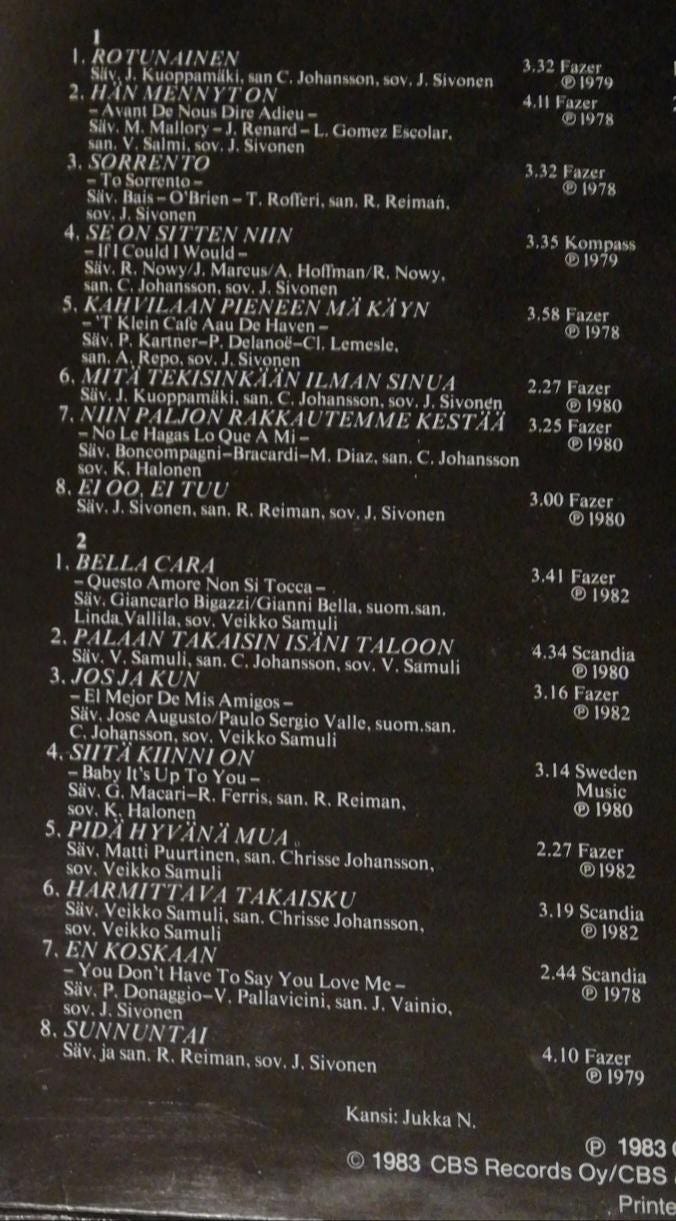 1
1. ROTUNAINEN 3.32 Fazer
Säv. J. Kuoppamäki, san C. Johansson, sov. J. Sivonen ℗ 1979
2. HÄN MENNYT ON 4.11 Fazer
– Avant De Nous Dire Adieu – ℗ 1978
Säv. M. Mallory – J. Renard – L. Gomez Escolar,
san. V. Salmi, sov. J. Sivonen
3. SORRENTO 3.32 Fazer
– To Sorrento – ℗ 1978
Säv. Bais – O'Brien – T. Rofferi, san. R. Reiman,
sov. J. Sivonen
4. SE ON SITTEN NIIN 3.35 Kompass
– If I Could I Would – ℗ 1979
Säv. R. Nowy/J. Marcus/A. Hoffman/R. Nowy,
san. C. Johansson, sov. J. Sivonen
5. KAHVILAAN PIENEEN MÄ KÄYN 3.58 Fazer
– 'T Klein Cafe Aau De Haven – ℗ 1978
Säv. P. Kartner–P. Delanoë–Cl. Lemesle,
san. A. Repo, sov. J. Sivonen
6. MITÄ TEKISINKÄÄN ILMAN SINUA 2.27 Fazer
Säv. J. Kuoppamäki, san. C. Johansson, sov. J. Sivonen ℗ 1980
7. NIIN PALJON RAKKAUTEMME KESTÄÄ 3.25 Fazer
– No Le Hagas Lo Que A Mi – ℗ 1980
Säv. Boncompagni–Bracardi–M. Diaz, san. C. Johansson
sov. K. Halonen
8. EI OO, EI TUU 3.00 Fazer
Säv. J. Sivonen, san. R. Reiman, sov. J. Sivonen ℗ 1980
2
1. BELLA CARA 3.41 Fazer
– Questo Amore Non Si Tocca – ℗ 1982
Säv. Giancarlo Bigazzi/Gianni Bella, suom.san.
Linda Vallila, sov. Veikko Samuli
2. PALAAN TAKAISIN ISÄNI TALOON 4.34 Scandia
Säv. V. Samuli, san. C. Johansson, sov. V. Samuli ℗ 1980
3. JOS JA KUN 3.16 Fazer
– El Mejor De Mis Amigos – ℗ 1982
Säv. Jose Augusto/Paulo Sergio Valle, suom.san.
C. Johansson, sov. Veikko Samuli
4. SIITÄ KIINNI ON 3.14 Sweden
– Baby It's Up To You – Music
Säv. G. Macari–R. Ferris, san. R. Reiman, ℗ 1980
sov. K. Halonen
5. PIDÄ HYVÄNÄ MUA 2.27 Fazer
Säv. Matti Puurtinen, san. Chrisse Johansson, ℗ 1982
sov. Veikko Samuli
6. HARMITTAVA TAKAISKU 3.19 Scandia
Säv. Veikko Samuli, san. Chrisse Johansson, ℗ 1982
sov. Veikko Samuli
7. EN KOSKAAN 2.44 Scandia
– You Don't Have To Say You Love Me – ℗ 1978
Säv. P. Donaggio–V. Pallavicini, san. J. Vainio,
sov. J. Sivonen
8. SUNNUNTAI 4.10 Fazer
Säv. ja san. R. Reiman, sov. J. Sivonen ℗ 1979
Kansi: Jukka N.
℗ 1983
© 1983 CBS Records Oy/CBS
Printe